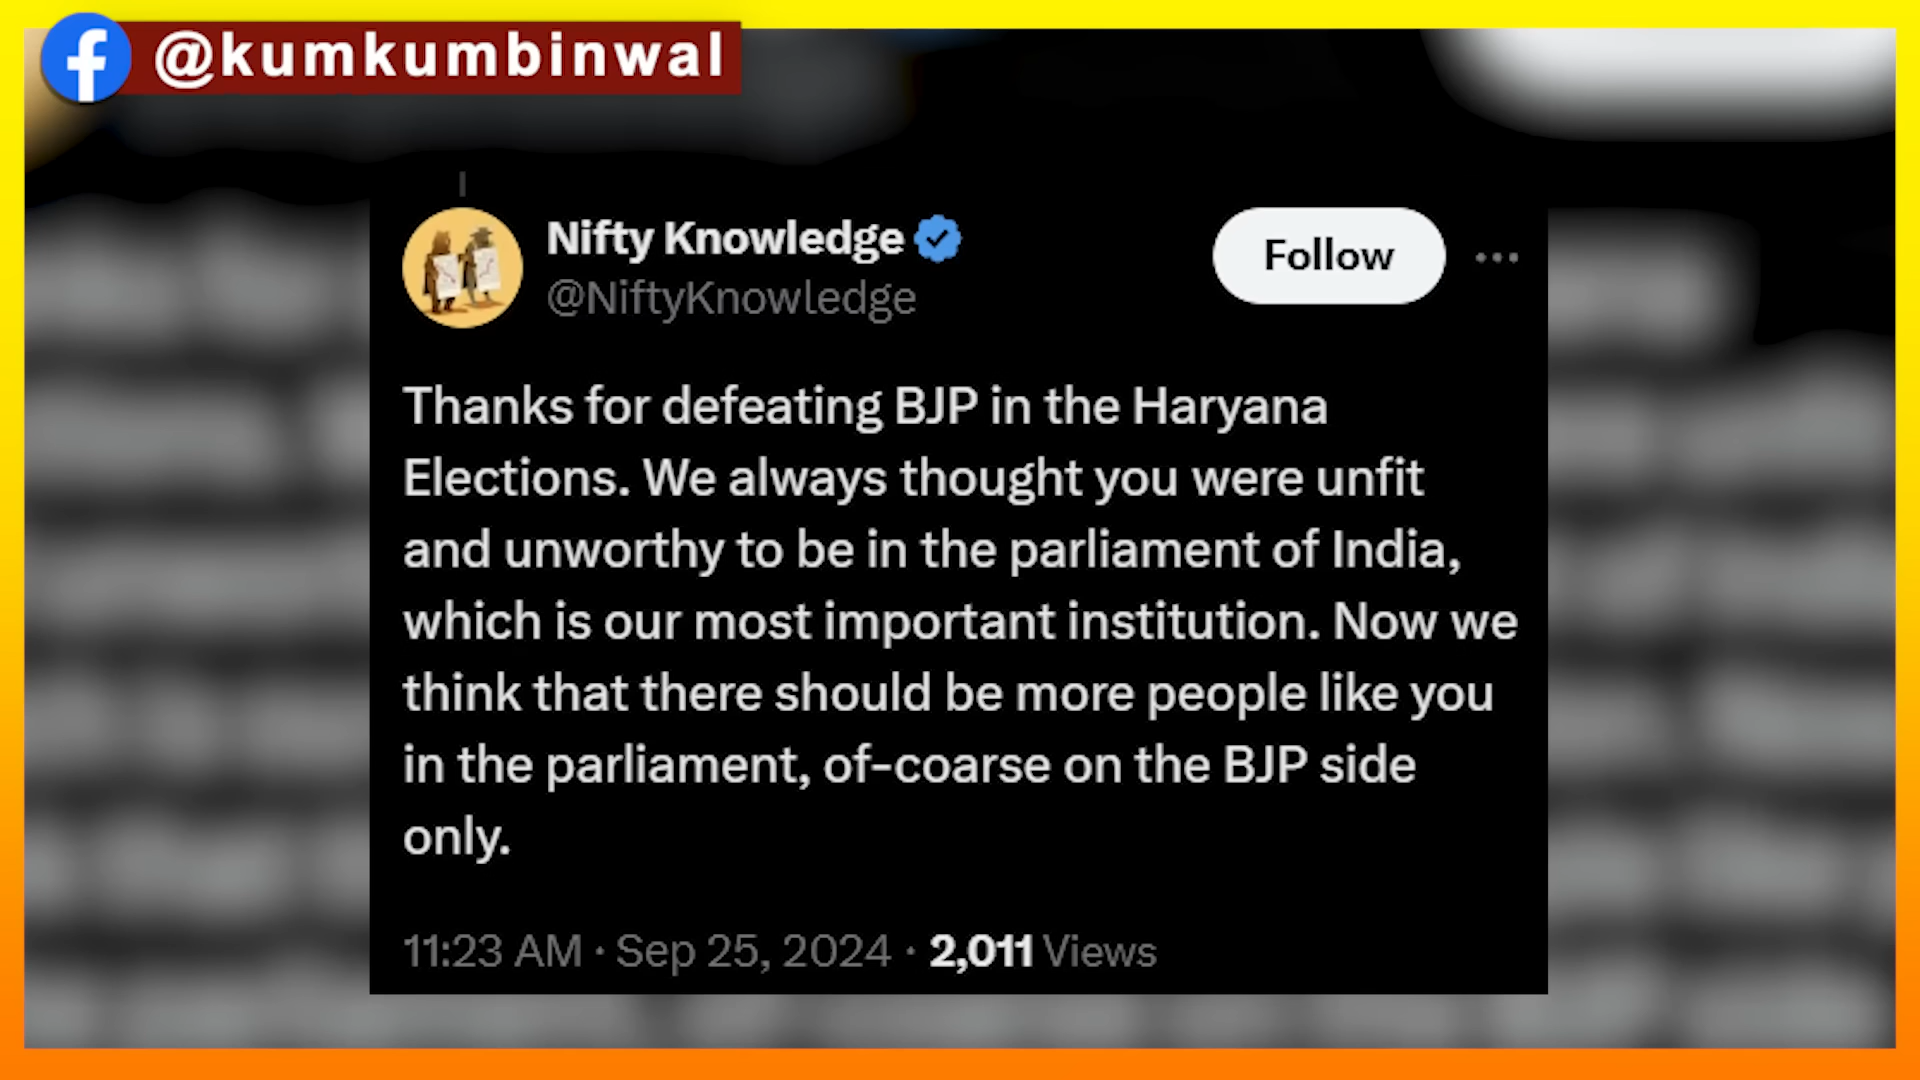 @kumkumbinwal
Nifty Knowledge
@NiftyKnowledge
Follow
Thanks for defeating BJP in the Haryana
Elections. We always thought you were unfit
and unworthy to be in the parliament of India,
which is our most important institution. Now we
think that there should be more people like you
in the parliament, of-coarse on the BJP side
only.
11:23 AM · Sep 25, 2024 · 2,011 Views